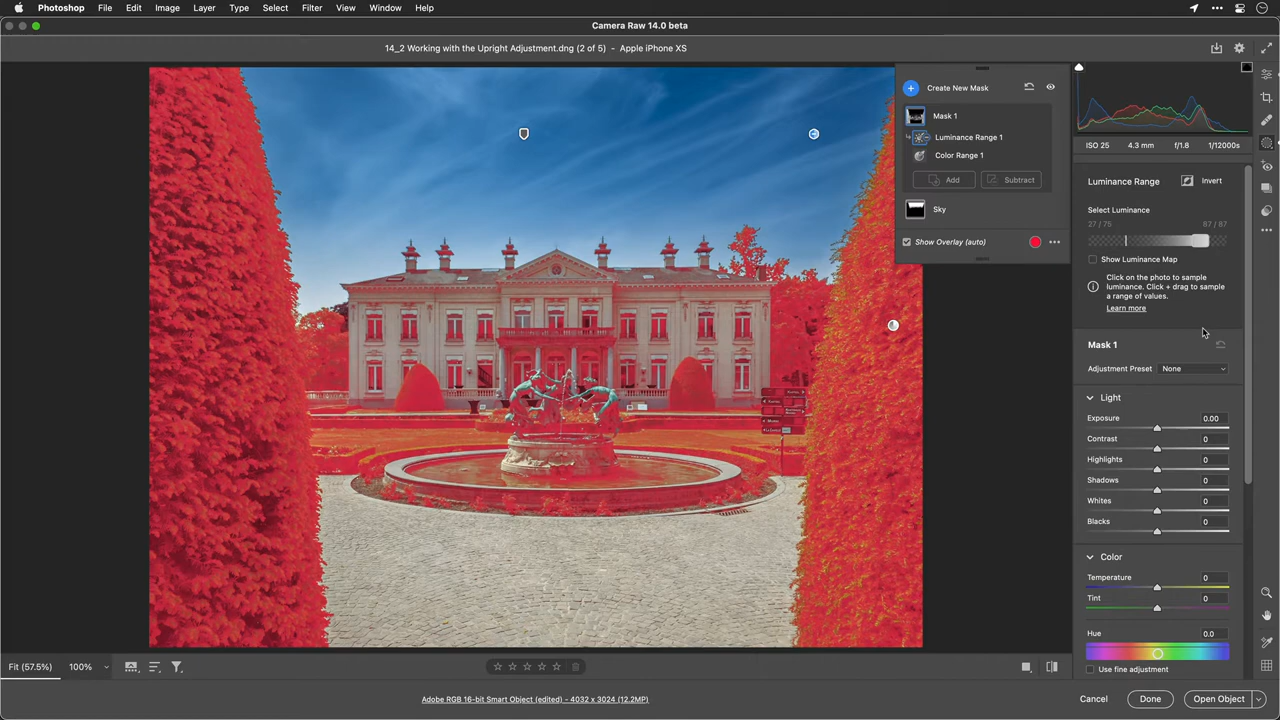 Photoshop File Edit Image Layer Type Select Filter View Window Help
Camera Raw 14.0 beta
14_2 Working with the Upright Adjustment.dng (2 of 5) - Apple iPhone XS
Create New Mask
Mask 1
Luminance Range 1
Color Range 1
Add Subtract
Sky
Show Overlay (auto)
ISO 25 4.3 mm f/1.8 1/12000s
Luminance Range Invert
Select Luminance
27 / 75 87 / 87
Show Luminance Map
Click on the photo to sample
luminance. Click + drag to sample
a range of values.
Learn more
Mask 1
Adjustment Preset None
Light
Exposure 0.00
Contrast 0
Highlights 0
Shadows 0
Whites 0
Blacks 0
Color
Temperature 0
Tint 0
Hue 0.0
Use fine adjustment
Fit (57.5%) 100%
Adobe RGB 16-bit Smart Object (edited) - 4032 x 3024 (12.2MP)
Cancel Done Open Object